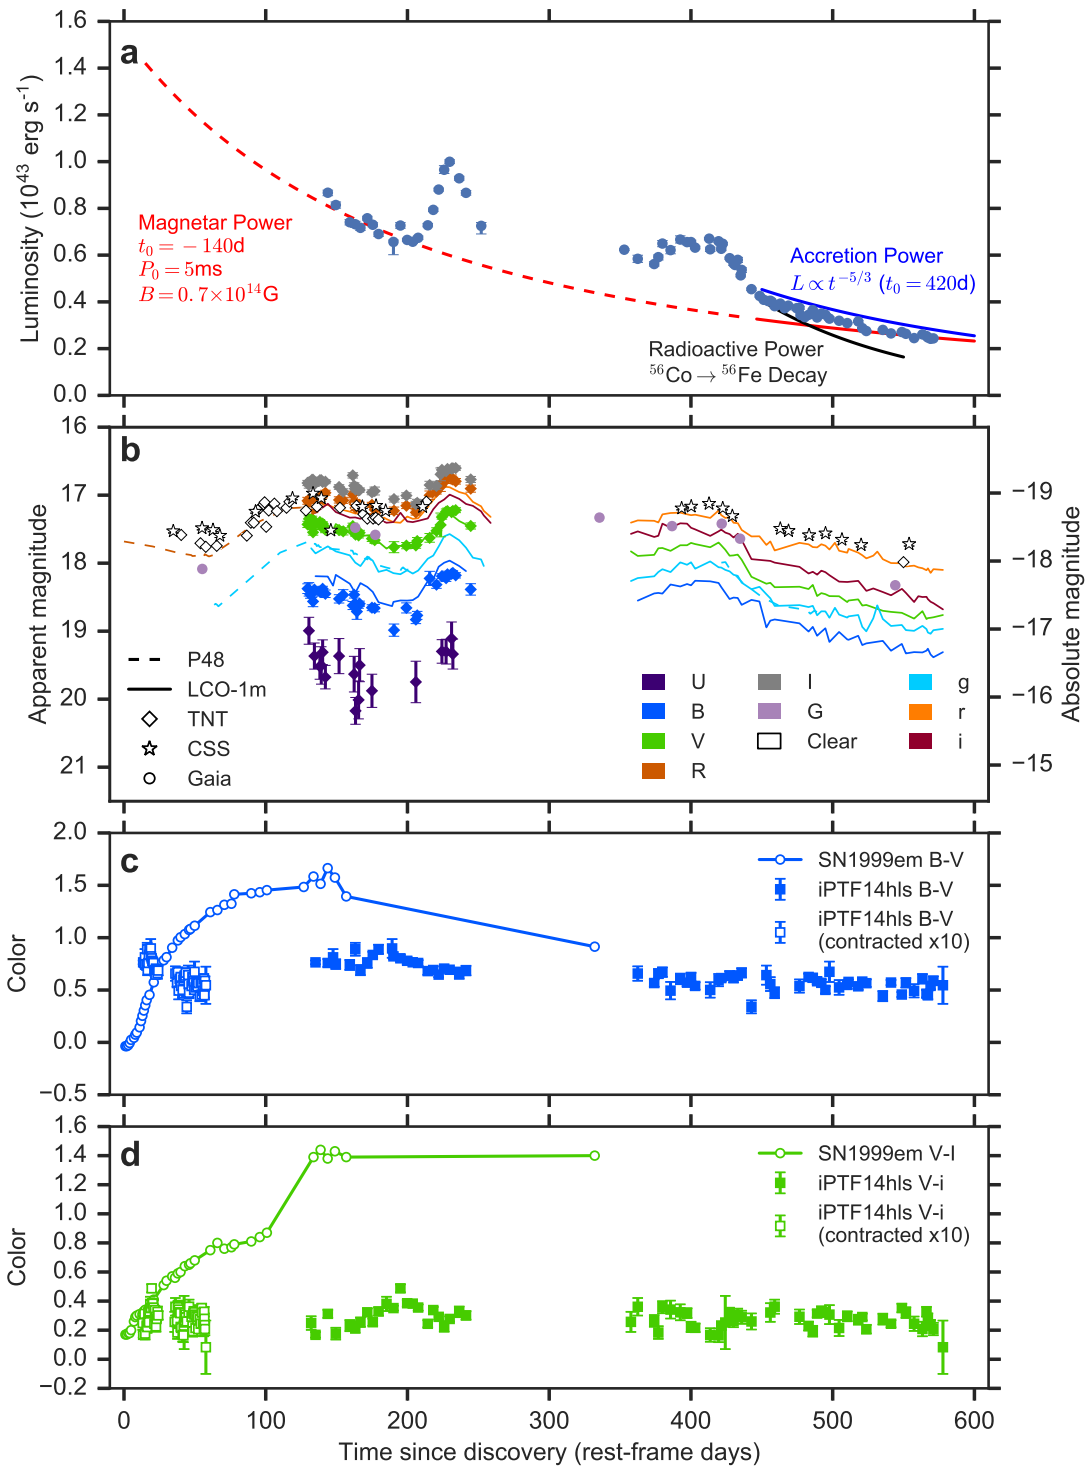 a
1.6
1.4
1.2
1.0
0.8
0.6
0.4
0.2
0.0
Luminosity (10⁴³ erg s⁻¹)
Magnetar Power
t₀ = −140d
P₀ = 5ms
B = 0.7×10¹⁴G
Accretion Power
L ∝ t⁻⁵/³ (t₀ = 420d)
Radioactive Power
⁵⁶Co → ⁵⁶Fe Decay
b
16
17
18
19
20
21
Apparent magnitude
−19
−18
−17
−16
−15
Absolute magnitude
P48
LCO-1m
TNT
CSS
Gaia
U
B
V
R
I
G
Clear
g
r
i
c
2.0
1.5
1.0
0.5
0.0
−0.5
Color
SN1999em B-V
iPTF14hls B-V
iPTF14hls B-V
(contracted x10)
d
1.6
1.4
1.2
1.0
0.8
0.6
0.4
0.2
0.0
−0.2
Color
SN1999em V-I
iPTF14hls V-i
iPTF14hls V-i
(contracted x10)
0 100 200 300 400 500 600
Time since discovery (rest-frame days)